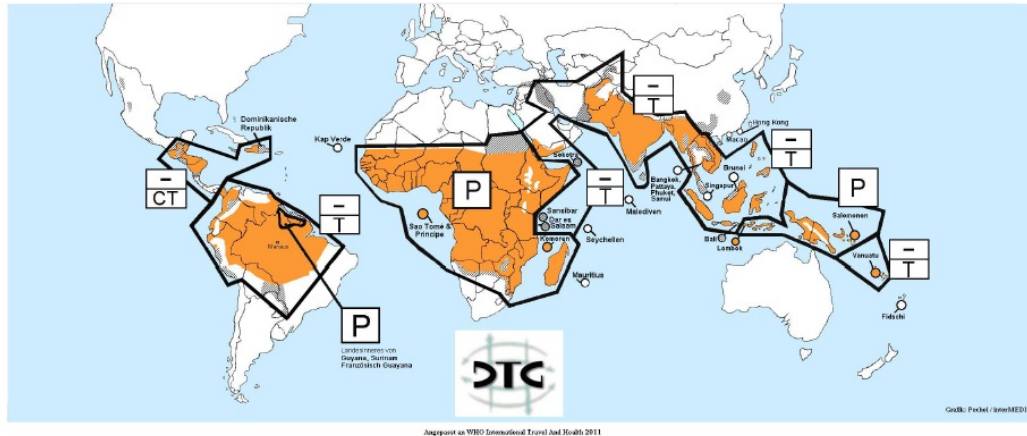 Dominikanische
Republik
Kap Verde
–
CT
–
T
Manaus
P
Landesinneres von
Guyana, Surinam
Französisch Guayana
P
Sao Tomé &
Principe
Sokotra
–
T
Sansibar
Dar es
Salaam
Komoren
Malediven
Seychellen
Mauritius
–
T
Hong Kong
Macao
–
T
Bangkok,
Pattaya,
Phuket,
Samui
Brunei
Singapur
Bali
Lombok
P
Salomonen
Vanuatu
–
T
Fidschi
DTG
Grafik: Pechel / interMEDI
Angepasst an WHO International Travel And Health 2011